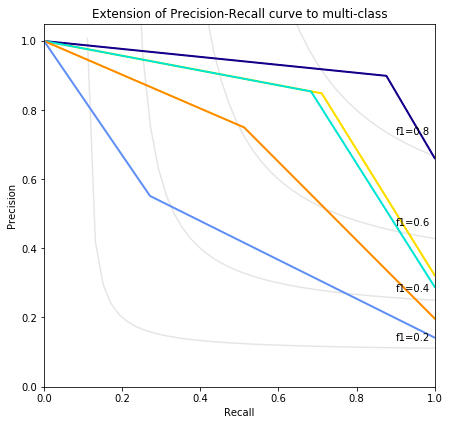 Extension of Precision-Recall curve to multi-class
Precision
1.0
0.8
0.6
0.4
0.2
0.0
f1=0.8
f1=0.6
f1=0.4
f1=0.2
0.0 0.2 0.4 0.6 0.8 1.0
Recall